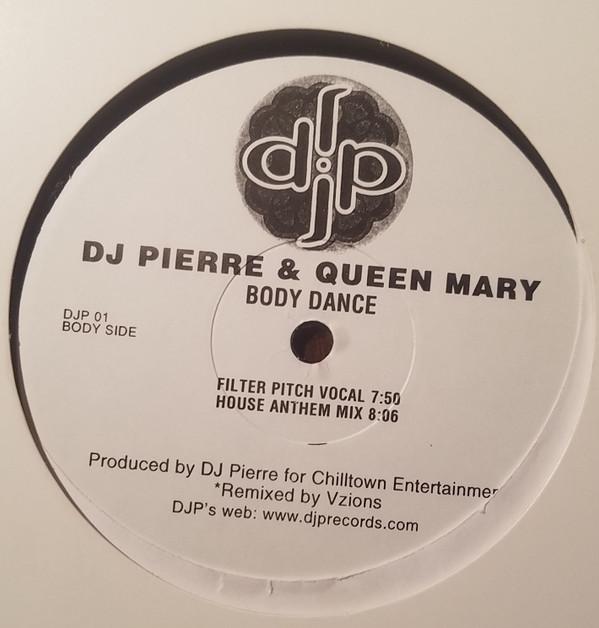 djp
DJ PIERRE & QUEEN MARY
BODY DANCE
DJP 01
BODY SIDE
FILTER PITCH VOCAL 7:50
HOUSE ANTHEM MIX 8:06
Produced by DJ Pierre for Chilltown Entertainmen
*Remixed by Vzions
DJP's web: www.djprecords.com